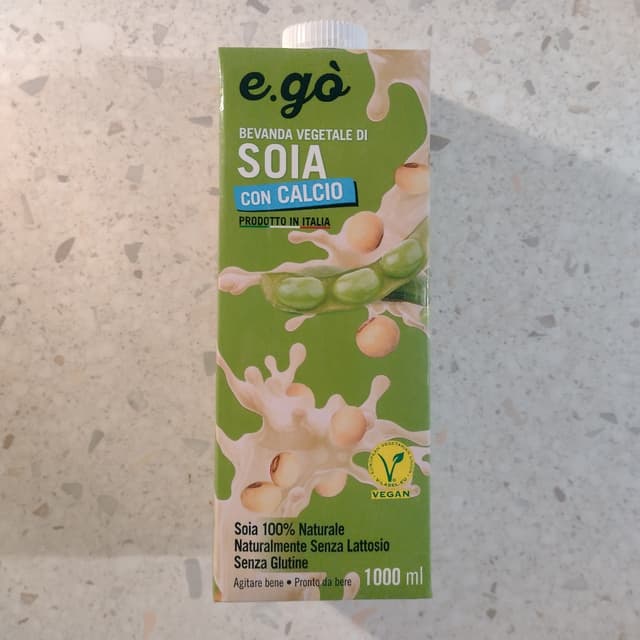 e.gò
BEVANDA VEGETALE DI
SOIA
CON CALCIO
PRODOTTO IN ITALIA
VEGAN
Soia 100% Naturale
Naturalmente Senza Lattosio
Senza Glutine
Agitare bene • Pronto da bere
1000 ml